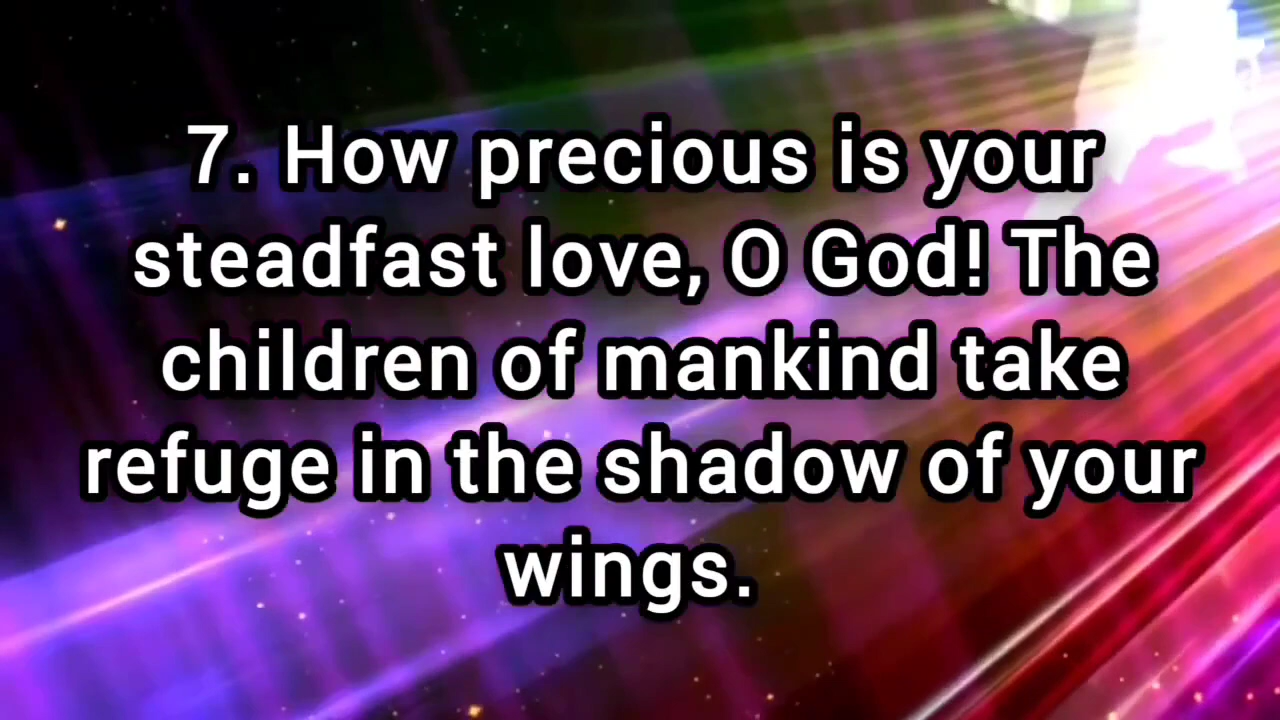 7. How precious is your
steadfast love, O God! The
children of mankind take
refuge in the shadow of your
wings.